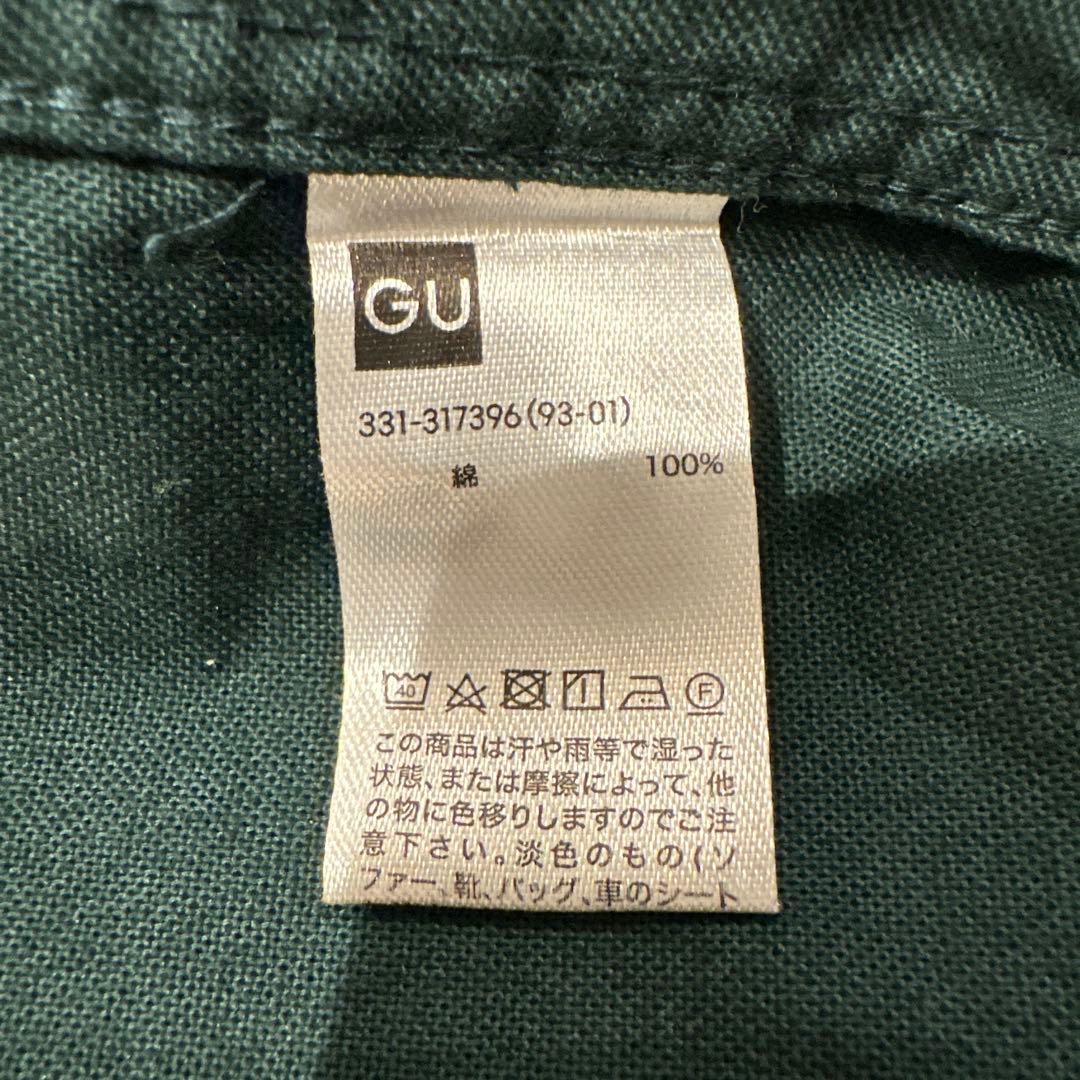 GU
331-317396(93-01)
綿 100%
40 F
この商品は汗や雨等で湿った
状態、または摩擦によって、他
の物に色移りしますのでご注
意下さい。淡色のもの(ソ
ファー、靴、バッグ、車のシート